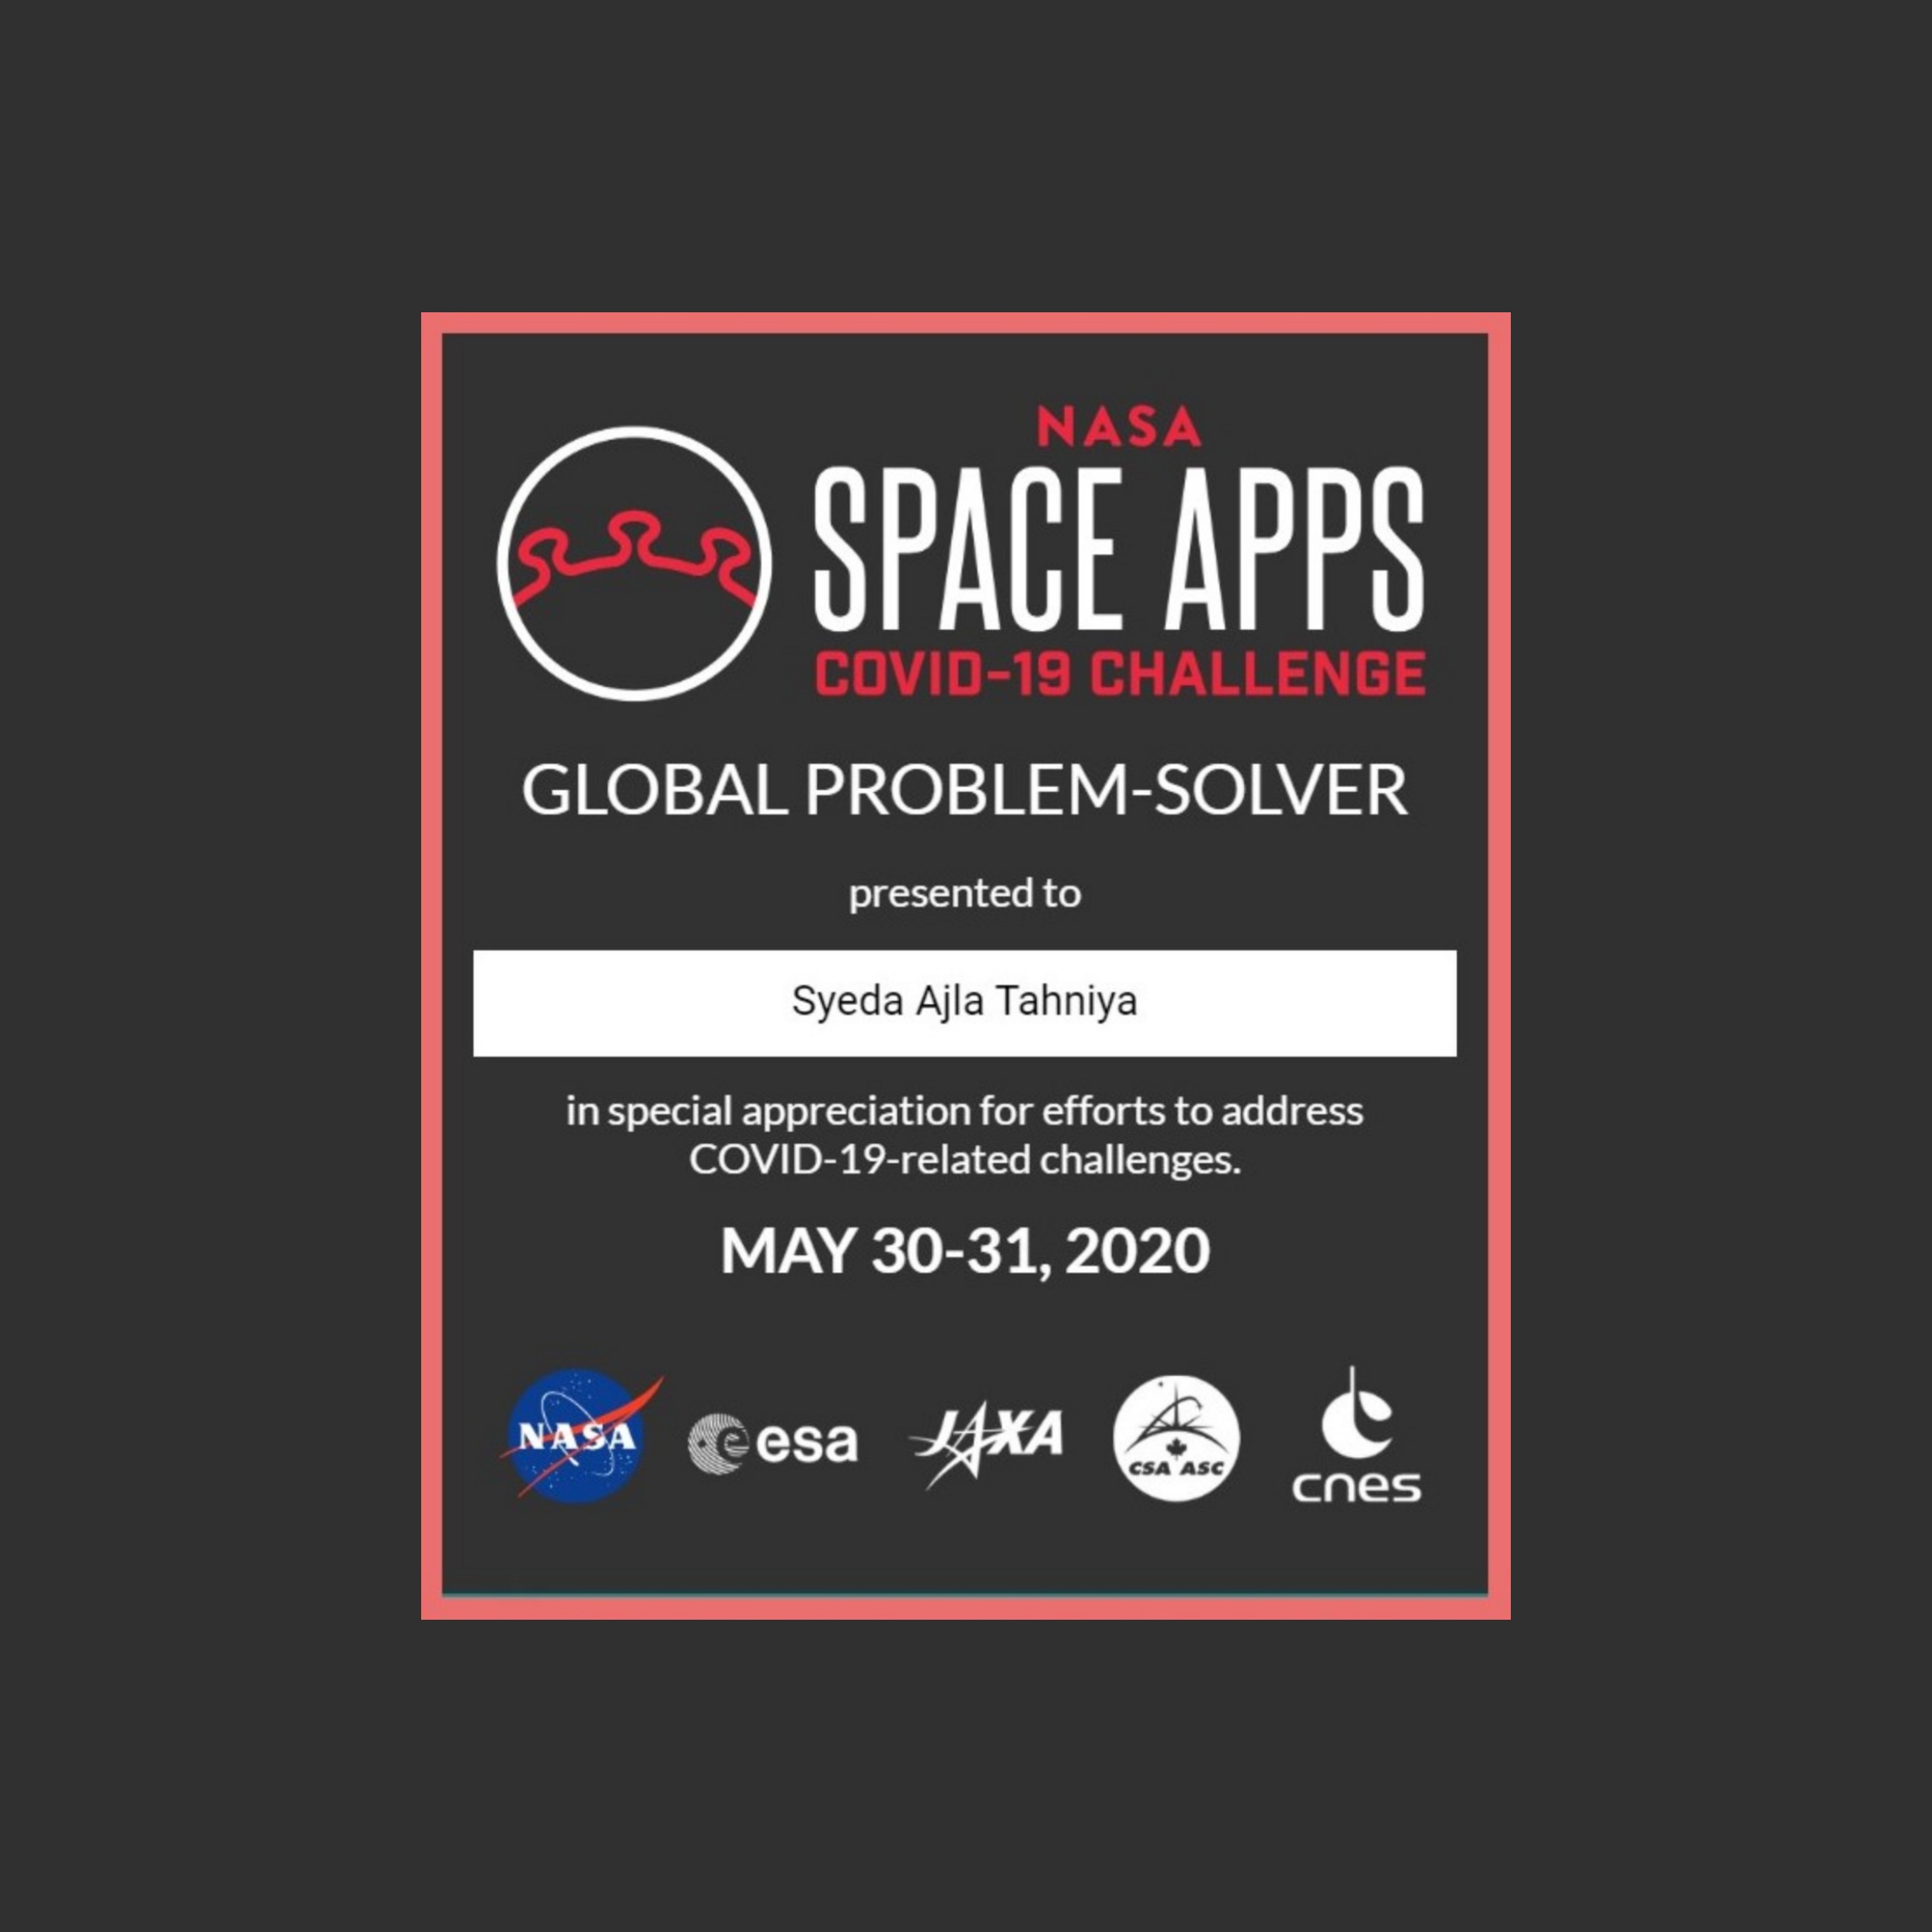 NASA
SPACE APPS
COVID-19 CHALLENGE
GLOBAL PROBLEM-SOLVER
presented to
Syeda Ajla Tahniya
in special appreciation for efforts to address
COVID-19-related challenges.
MAY 30-31, 2020
NASA
esa
JAXA
CSA ASC
cnes